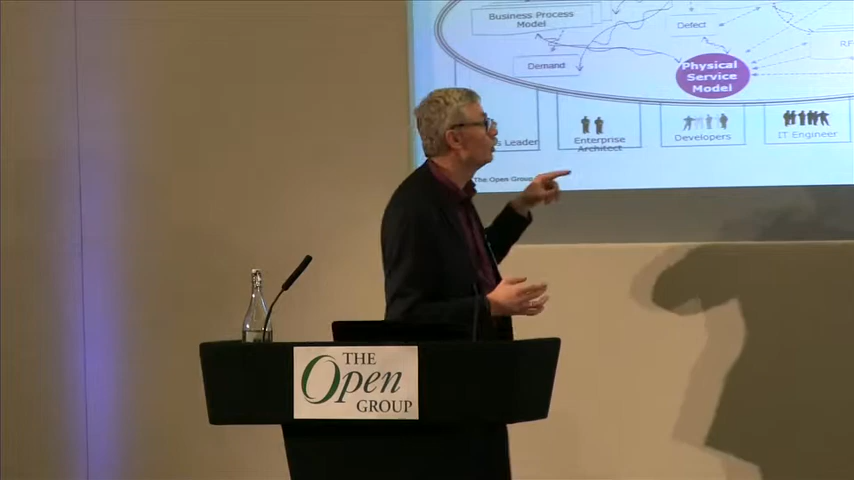 Business Process
Model
Defect
Demand
Physical
Service
Model
Leader
Enterprise
Architect
Developers
IT Engineer
The Open Group
THE
Open
GROUP